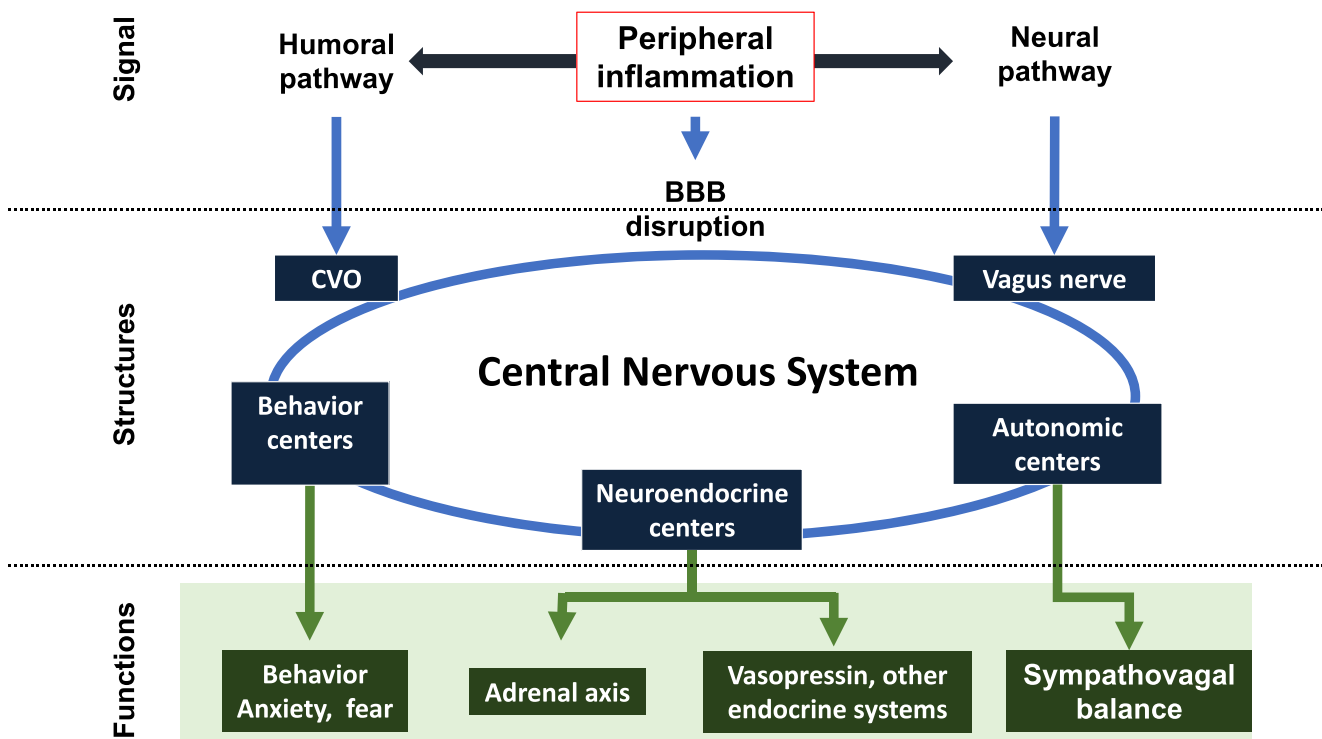 Signal
Humoral
pathway
Peripheral
inflammation
Neural
pathway
BBB
disruption
Structures
CVO
Vagus nerve
Central Nervous System
Behavior
centers
Autonomic
centers
Neuroendocrine
centers
Functions
Behavior
Anxiety, fear
Adrenal axis
Vasopressin, other
endocrine systems
Sympathovagal
balance